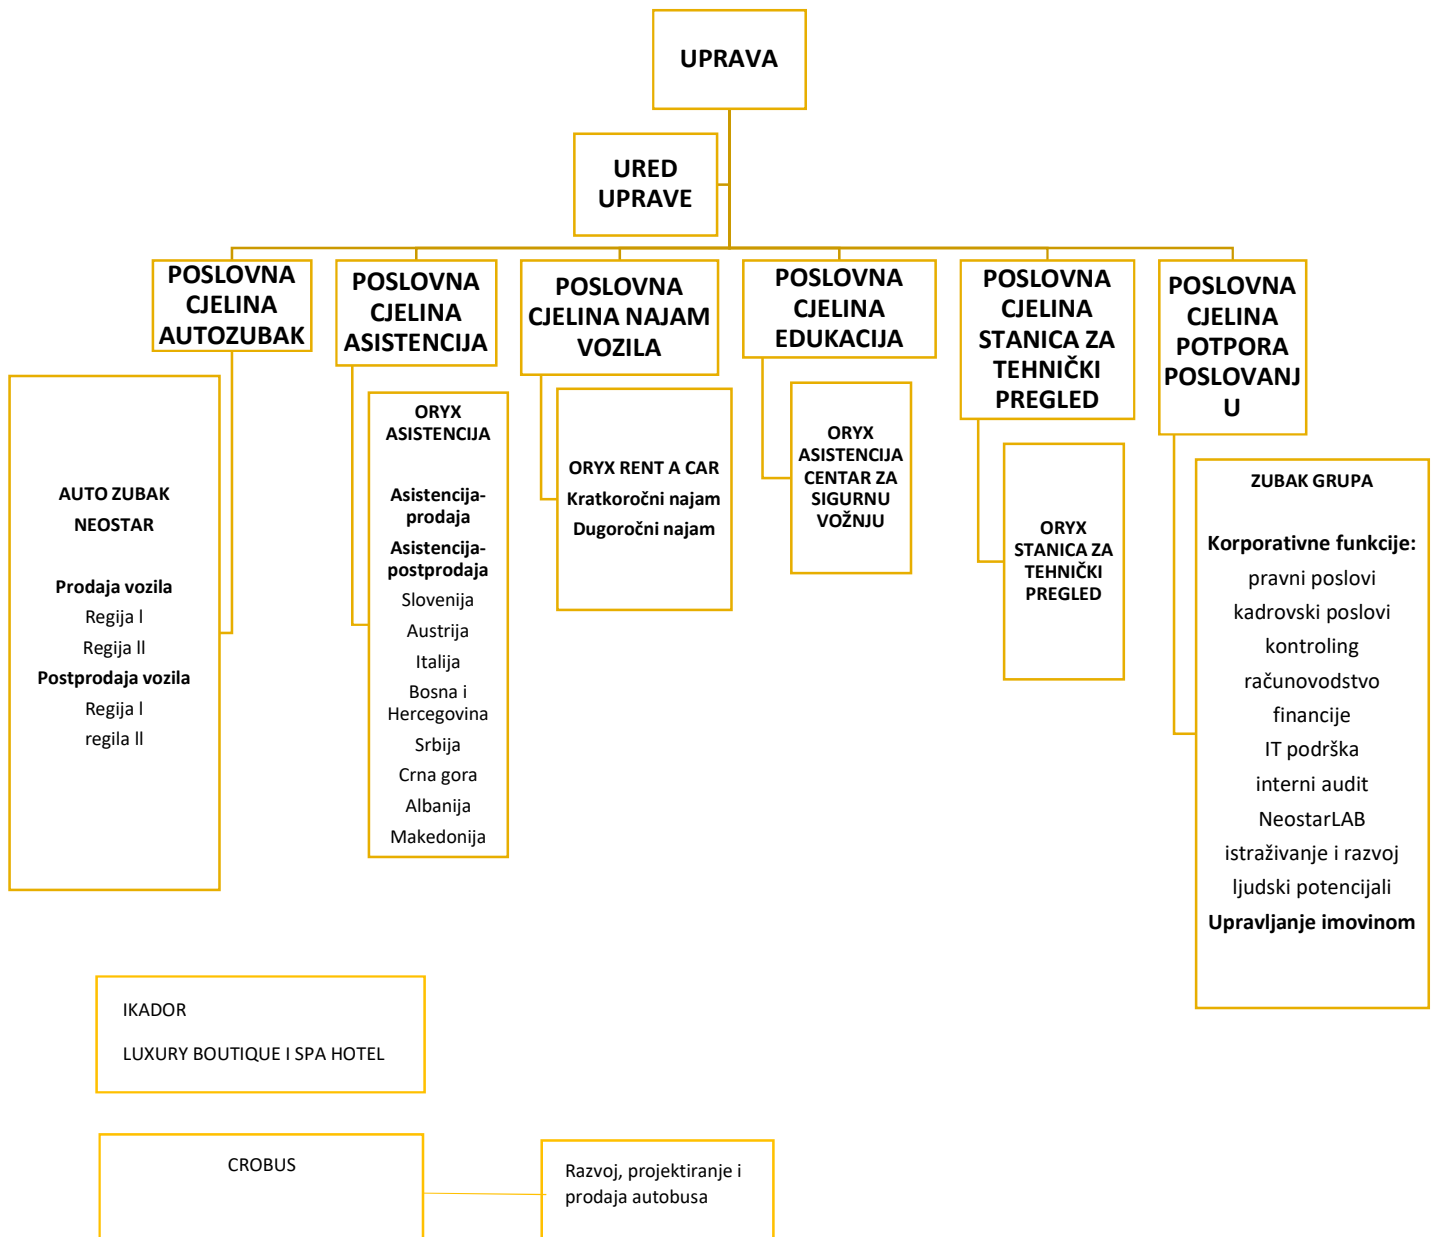 UPRAVA
URED
UPRAVE
POSLOVNA
CJELINA
AUTOZUBAK
POSLOVNA
CJELINA
ASISTENCIJA
POSLOVNA
CJELINA NAJAM
VOZILA
POSLOVNA
CJELINA
EDUKACIJA
POSLOVNA
CJELINA
STANICA ZA
TEHNIČKI
PREGLED
POSLOVNA
CJELINA
POTPORA
POSLOVANJ
U
AUTO ZUBAK
NEOSTAR
Prodaja vozila
Regija l
Regija ll
Postprodaja vozila
Regija l
regila ll
ORYX
ASISTENCIJA
Asistencija-
prodaja
Asistencija-
postprodaja
Slovenija
Austrija
Italija
Bosna i
Hercegovina
Srbija
Crna gora
Albanija
Makedonija
ORYX RENT A CAR
Kratkoročni najam
Dugoročni najam
ORYX
ASISTENCIJA
CENTAR ZA
SIGURNU
VOŽNJU
ORYX
STANICA ZA
TEHNIČKI
PREGLED
ZUBAK GRUPA
Korporativne funkcije:
pravni poslovi
kadrovski poslovi
kontroling
računovodstvo
financije
IT podrška
interni audit
NeostarLAB
istraživanje i razvoj
ljudski potencijali
Upravljanje imovinom
IKADOR
LUXURY BOUTIQUE I SPA HOTEL
CROBUS
Razvoj, projektiranje i
prodaja autobusa